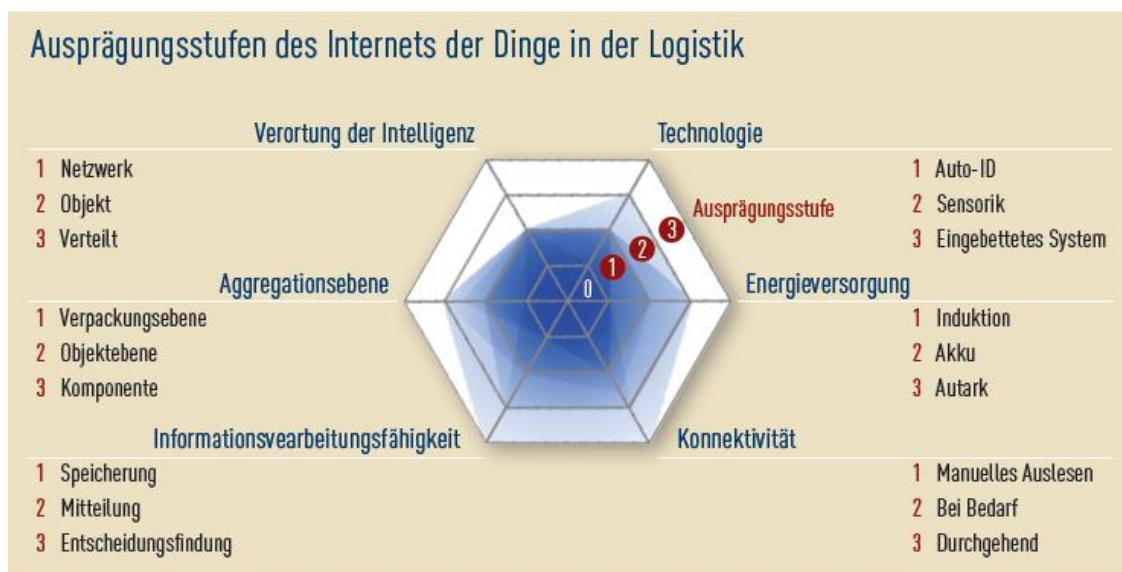 Ausprägungsstufen des Internets der Dinge in der Logistik
Verortung der Intelligenz
1 Netzwerk
2 Objekt
3 Verteilt
Technologie
1 Auto-ID
2 Sensorik
3 Eingebettetes System
Ausprägungsstufe
3
2
1
0
Aggregationsebene
1 Verpackungsebene
2 Objektebene
3 Komponente
Energieversorgung
1 Induktion
2 Akku
3 Autark
Informationsvearbeitungsfähigkeit
1 Speicherung
2 Mitteilung
3 Entscheidungsfindung
Konnektivität
1 Manuelles Auslesen
2 Bei Bedarf
3 Durchgehend